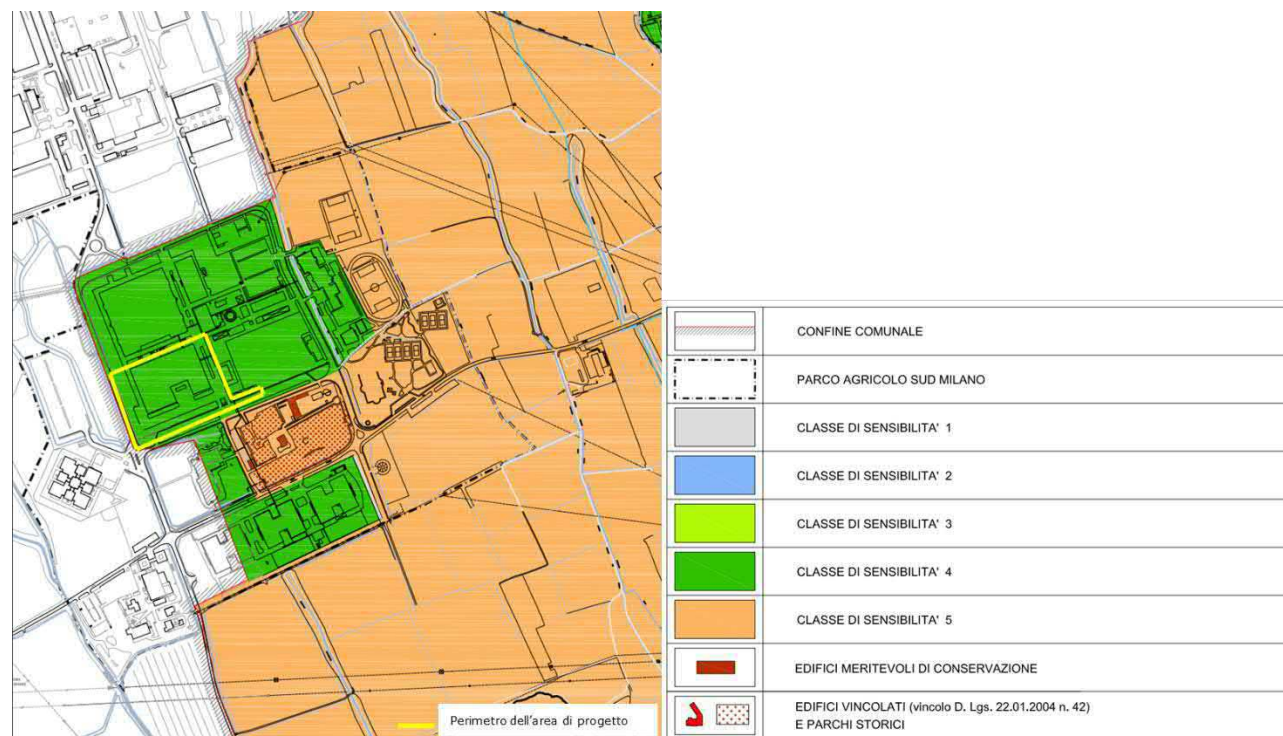 Perimetro dell'area di progetto
CONFINE COMUNALE
PARCO AGRICOLO SUD MILANO
CLASSE DI SENSIBILITA' 1
CLASSE DI SENSIBILITA' 2
CLASSE DI SENSIBILITA' 3
CLASSE DI SENSIBILITA' 4
CLASSE DI SENSIBILITA' 5
EDIFICI MERITEVOLI DI CONSERVAZIONE
EDIFICI VINCOLATI (vincolo D. Lgs. 22.01.2004 n. 42)
E PARCHI STORICI